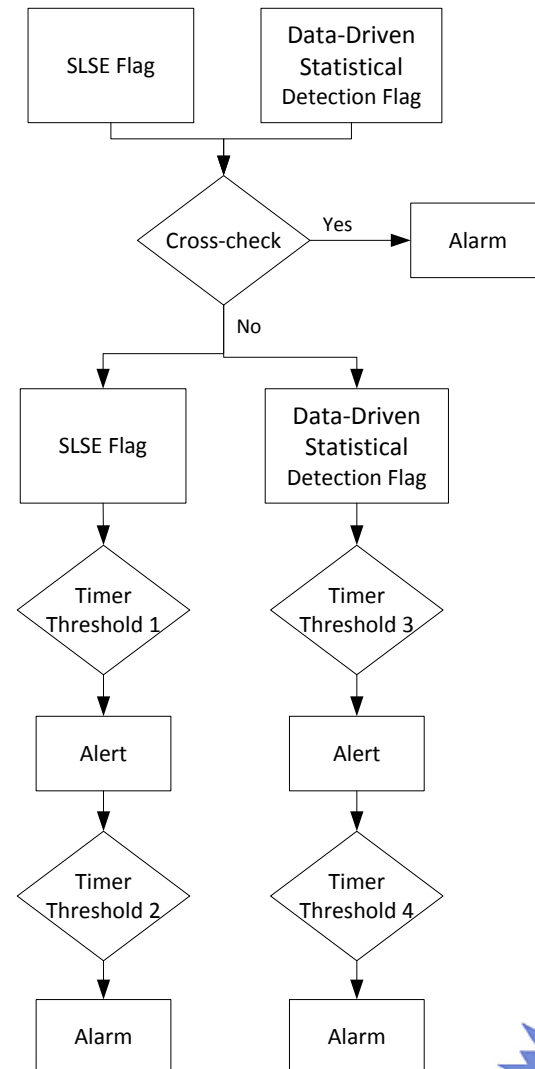 SLSE Flag
Data-Driven
Statistical
Detection Flag
Cross-check
Yes
Alarm
No
SLSE Flag
Data-Driven
Statistical
Detection Flag
Timer
Threshold 1
Timer
Threshold 3
Alert
Alert
Timer
Threshold 2
Timer
Threshold 4
Alarm
Alarm